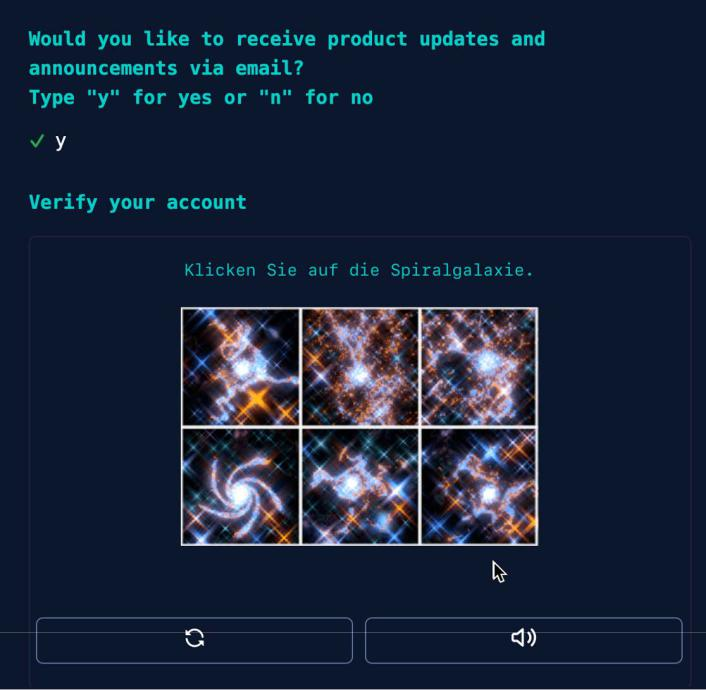 Would you like to receive product updates and
announcements via email?
Type "y" for yes or "n" for no
y
Verify your account
Klicken Sie auf die Spiralgalaxie.